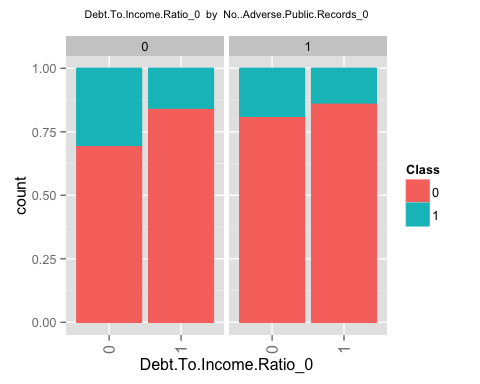 Debt.To.Income.Ratio_0 by No..Adverse.Public.Records_0
0 1
1.00
0.75
0.50
0.25
0.00
count
0 1 0 1
Debt.To.Income.Ratio_0
Class
0
1